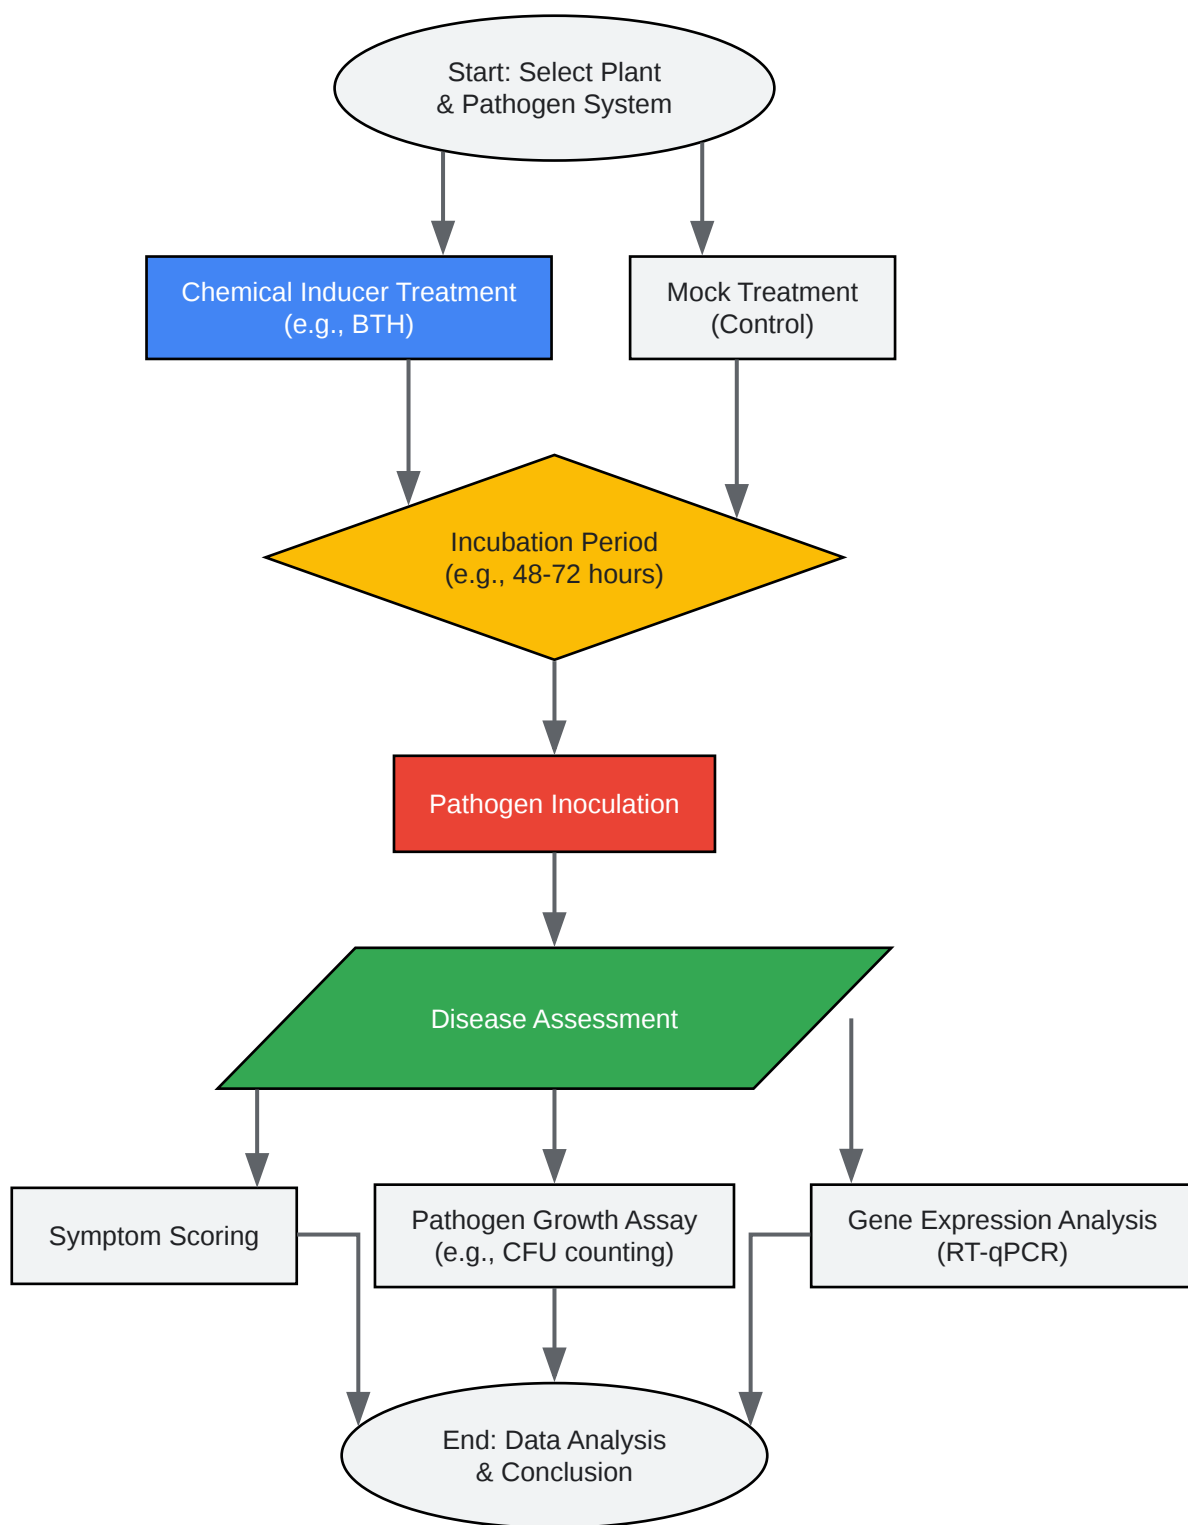 Start: Select Plant
& Pathogen System
Chemical Inducer Treatment
(e.g., BTH)
Mock Treatment
(Control)
Incubation Period
(e.g., 48-72 hours)
Pathogen Inoculation
Disease Assessment
Symptom Scoring
Pathogen Growth Assay
(e.g., CFU counting)
Gene Expression Analysis
(RT-qPCR)
End: Data Analysis
& Conclusion